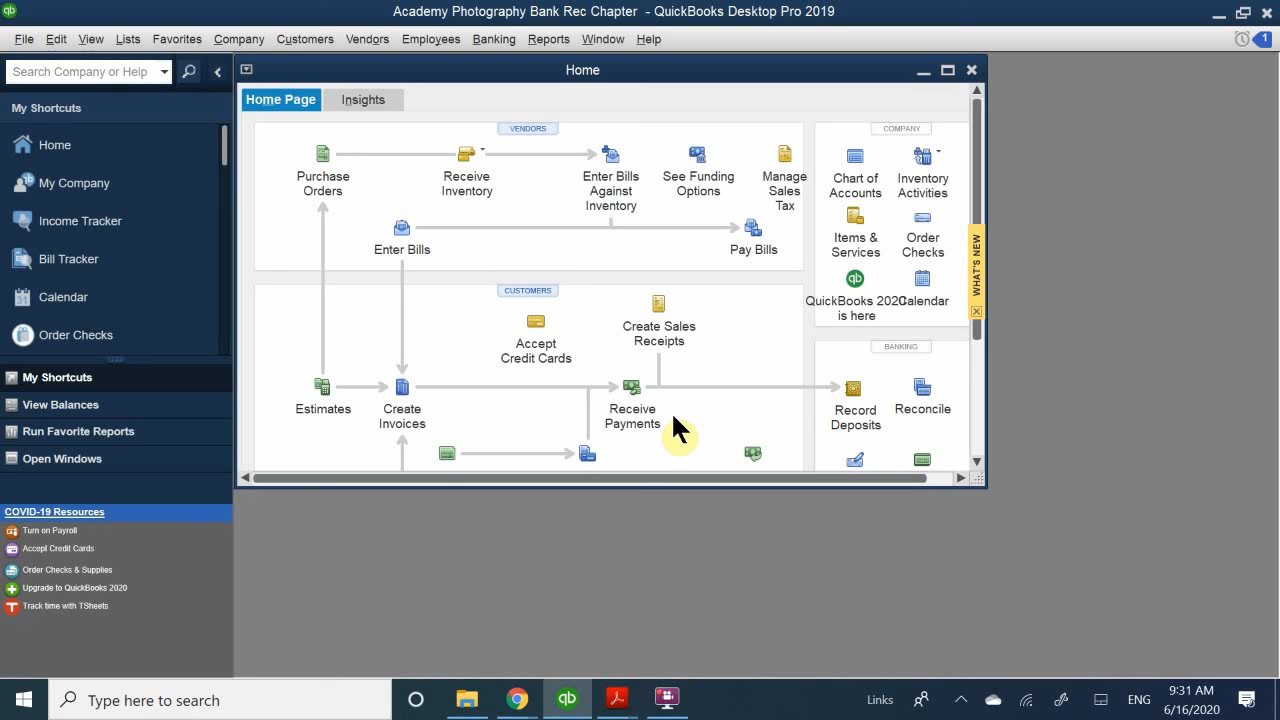 Academy Photography Bank Rec Chapter - QuickBooks Desktop Pro 2019
File Edit View Lists Favorites Company Customers Vendors Employees Banking Reports Window Help
1
Search Company or Help
My Shortcuts
Home
My Company
Income Tracker
Bill Tracker
Calendar
Order Checks
My Shortcuts
View Balances
Run Favorite Reports
Open Windows
COVID-19 Resources
Turn on Payroll
Accept Credit Cards
Order Checks & Supplies
Upgrade to QuickBooks 2020
Track time with TSheets
Home
Home Page
Insights
VENDORS
Purchase
Orders
Receive
Inventory
Enter Bills
Against
Inventory
See Funding
Options
Manage
Sales
Tax
Enter Bills
Pay Bills
CUSTOMERS
Accept
Credit Cards
Create Sales
Receipts
Estimates
Create
Invoices
Receive
Payments
COMPANY
Chart of
Accounts
Inventory
Activities
Items &
Services
Order
Checks
QuickBooks 2020
is here
Calendar
WHAT'S NEW
BANKING
Record
Deposits
Reconcile
Type here to search
Links
ENG
9:31 AM
6/16/2020